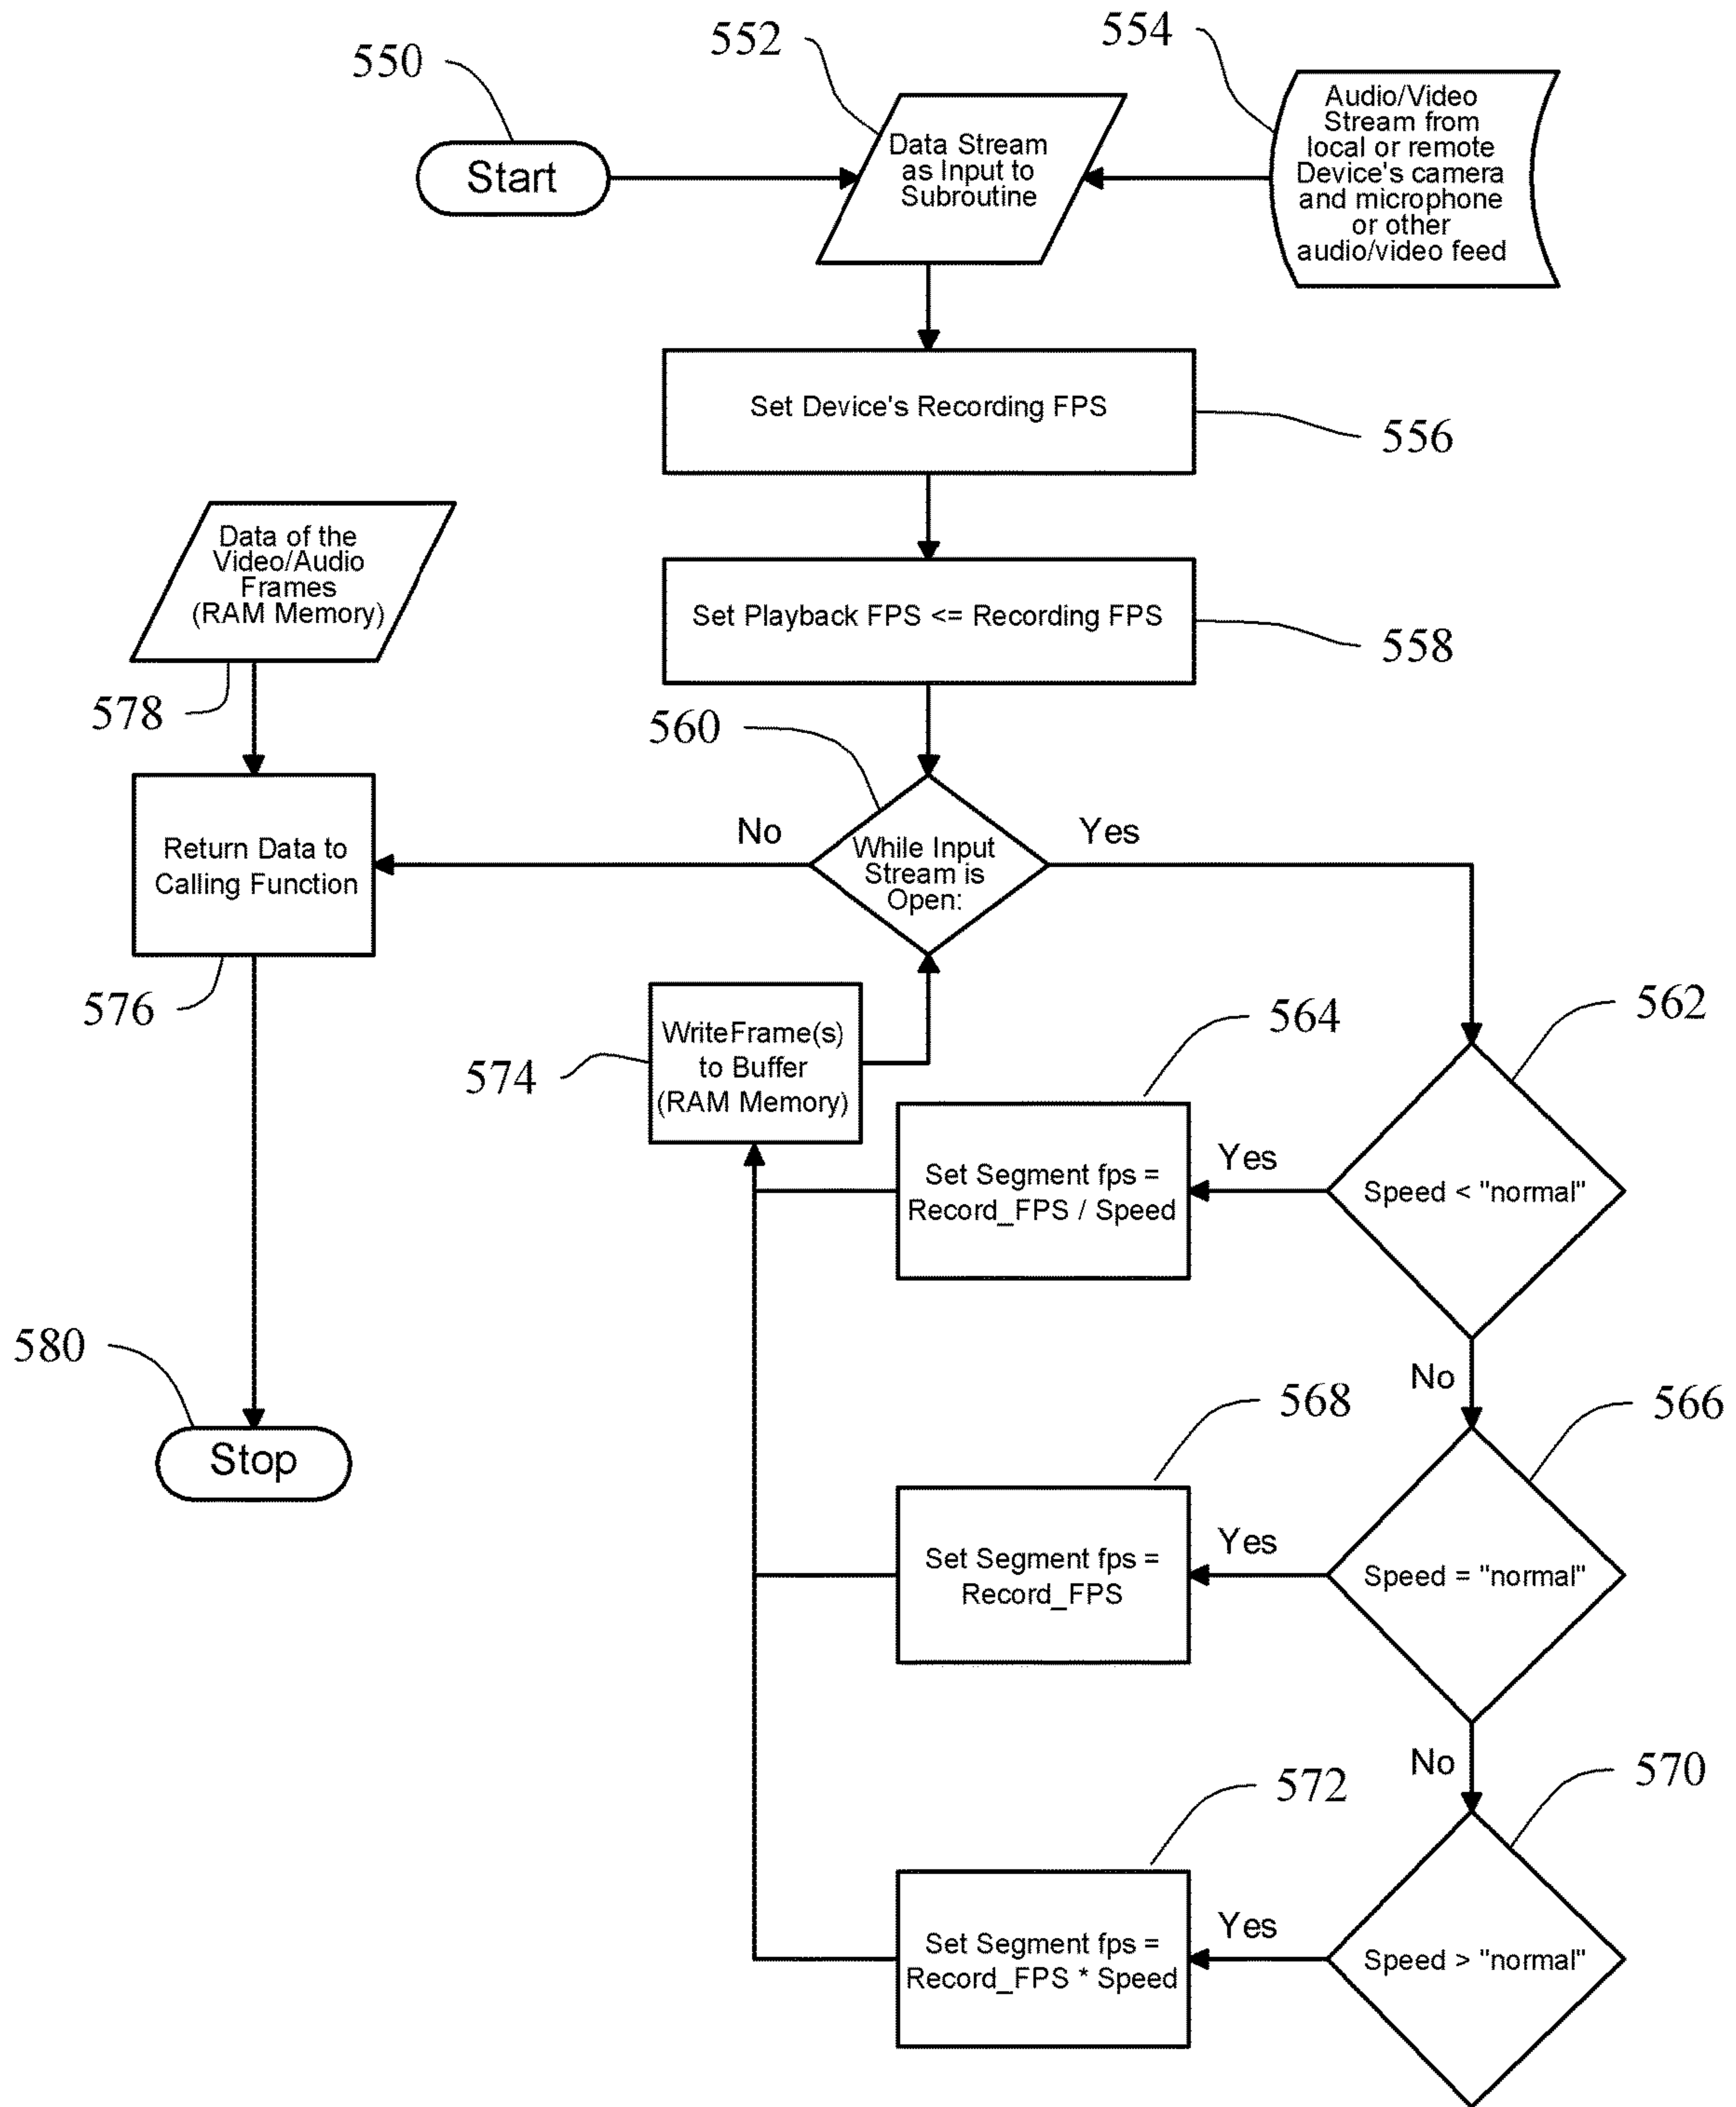 550
552
554
Start
Data Stream
as Input to
Subroutine
Audio/Video
Stream from
local or remote
Device's camera
and microphone
or other
audio/video feed
Set Device's Recording FPS
556
Set Playback FPS <= Recording FPS
558
Data of the
Video/Audio
Frames
(RAM Memory)
578
560
No
Yes
While Input
Stream is
Open:
Return Data to
Calling Function
576
WriteFrame(s)
to Buffer
(RAM Memory)
574
564
562
Set Segment fps =
Record_FPS / Speed
Yes
Speed < "normal"
No
580
Stop
568
566
Set Segment fps =
Record_FPS
Yes
Speed = "normal"
No
572
570
Set Segment fps =
Record_FPS * Speed
Yes
Speed > "normal"